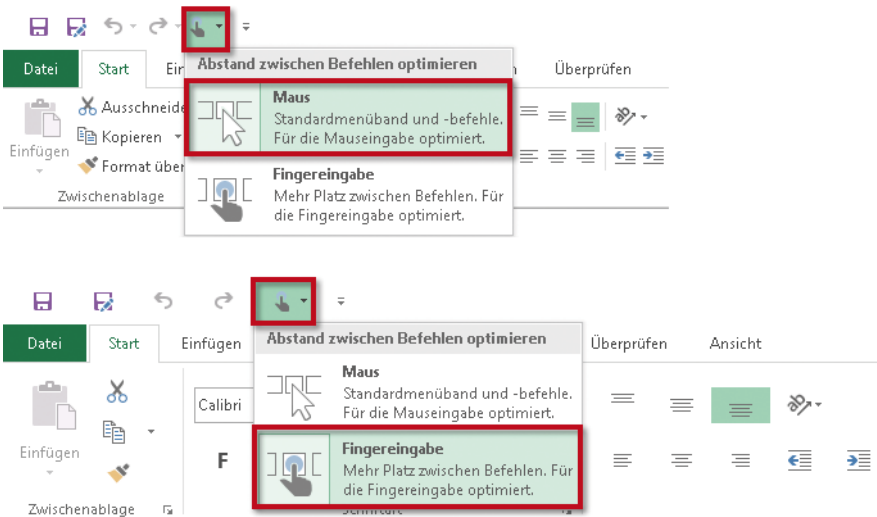 Abstand zwischen Befehlen optimieren
Datei Start Überprüfen
Maus
Standardmenüband und -befehle.
Für die Mauseingabe optimiert.
Kopieren
Einfügen
Format
Fingereingabe
Mehr Platz zwischen Befehlen. Für
die Fingereingabe optimiert.
Zwischenablage
Datei Start Einfügen Überprüfen Ansicht
Abstand zwischen Befehlen optimieren
Maus
Standardmenüband und -befehle.
Für die Mauseingabe optimiert.
Calibri
Einfügen
F
Fingereingabe
Mehr Platz zwischen Befehlen. Für
die Fingereingabe optimiert.
Zwischenablage